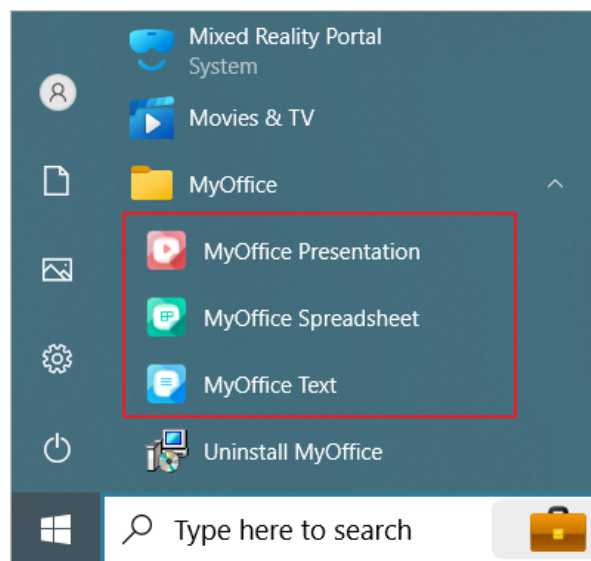 Mixed Reality Portal
System
Movies & TV
MyOffice
MyOffice Presentation
MyOffice Spreadsheet
MyOffice Text
Uninstall MyOffice
Type here to search